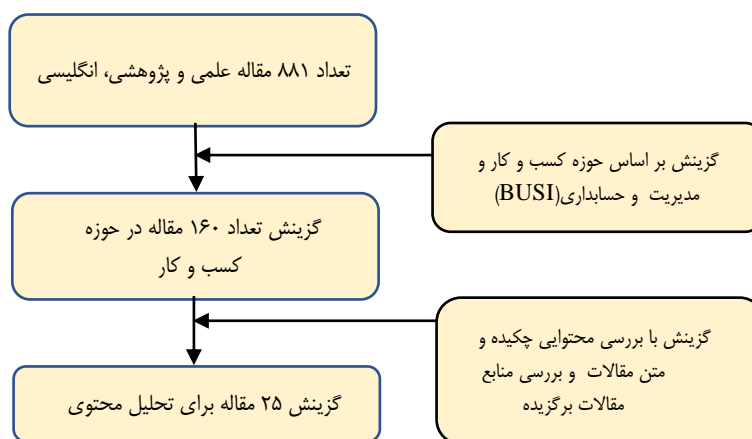 تعداد ۸۸۱ مقاله علمی و پژوهشی، انگلیسی
گزینش بر اساس حوزه کسب و کار و
مدیریت و حسابداری(BUSI)
گزینش تعداد ۱۶۰ مقاله در حوزه
کسب و کار
گزینش با بررسی محتوایی چکیده و
متن مقالات و بررسی منابع
مقالات برگزیده
گزینش ۲۵ مقاله برای تحلیل محتوی